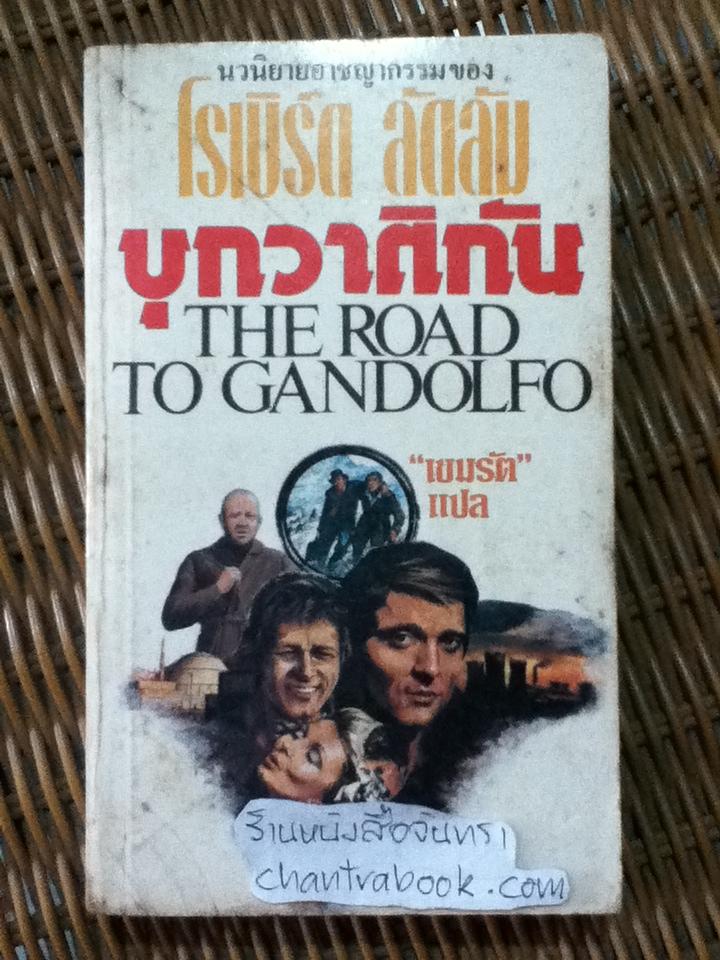 นวนิยายอาชญากรรมของ
โรเบิร์ต ลัดลัม
บุกวาติกัน
THE ROAD
TO GANDOLFO
“เขมรัต”
แปล
ร้านหนังสือจันทรา
chantrabook.com